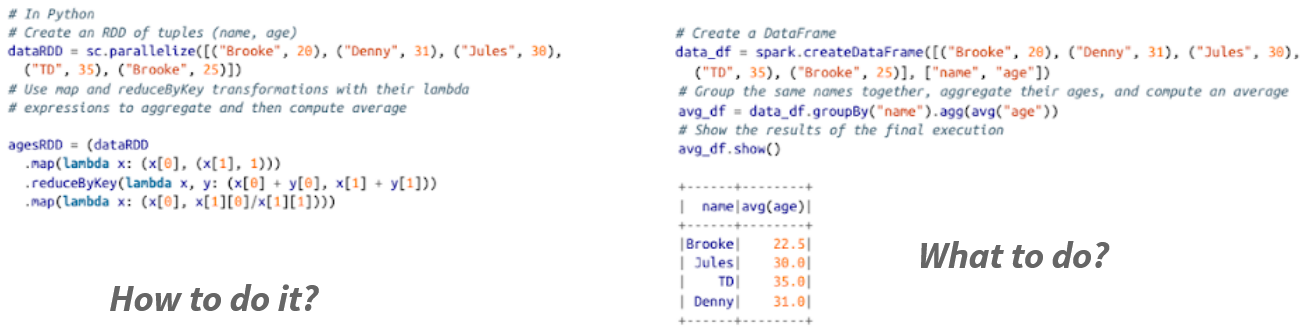 # In Python
# Create an RDD of tuples (name, age)
dataRDD = sc.parallelize([("Brooke", 20), ("Denny", 31), ("Jules", 30),
  ("TD", 35), ("Brooke", 25)])
# Use map and reduceByKey transformations with their lambda
# expressions to aggregate and then compute average
agesRDD = (dataRDD
  .map(lambda x: (x[0], (x[1], 1)))
  .reduceByKey(lambda x, y: (x[0] + y[0], x[1] + y[1]))
  .map(lambda x: (x[0], x[1][0]/x[1][1])))
How to do it?
# Create a DataFrame
data_df = spark.createDataFrame([("Brooke", 20), ("Denny", 31), ("Jules", 30),
  ("TD", 35), ("Brooke", 25)], ["name", "age"])
# Group the same names together, aggregate their ages, and compute an average
avg_df = data_df.groupBy("name").agg(avg("age"))
# Show the results of the final execution
avg_df.show()
+------+--------+
|  name|avg(age)|
+------+--------+
|Brooke|    22.5|
| Jules|    30.0|
|    TD|    35.0|
| Denny|    31.0|
+------+--------+
What to do?